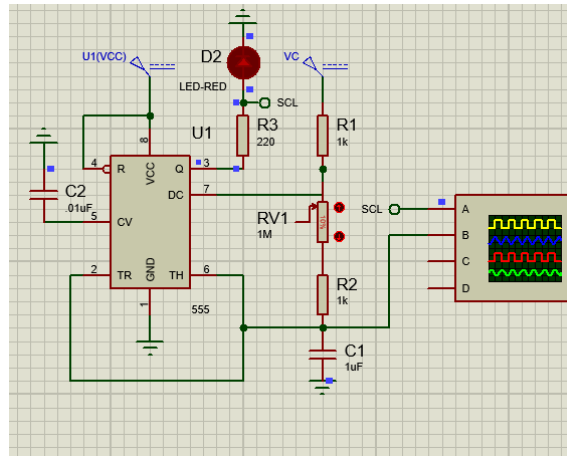 U1(VCC)
D2
LED-RED
VC
SCL
U1
R3
220
R1
1k
8
VCC
4
R
Q
3
C2
.01uF
DC
7
5
CV
RV1
1M
SCL
A
B
C
D
2
TR
GND
TH
6
R2
1k
1
555
C1
1uF